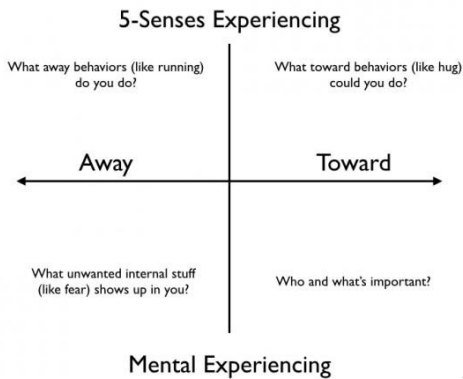 5-Senses Experiencing
What away behaviors (like running)
do you do?
What toward behaviors (like hug)
could you do?
Away
Toward
What unwanted internal stuff
(like fear) shows up in you?
Who and what's important?
Mental Experiencing